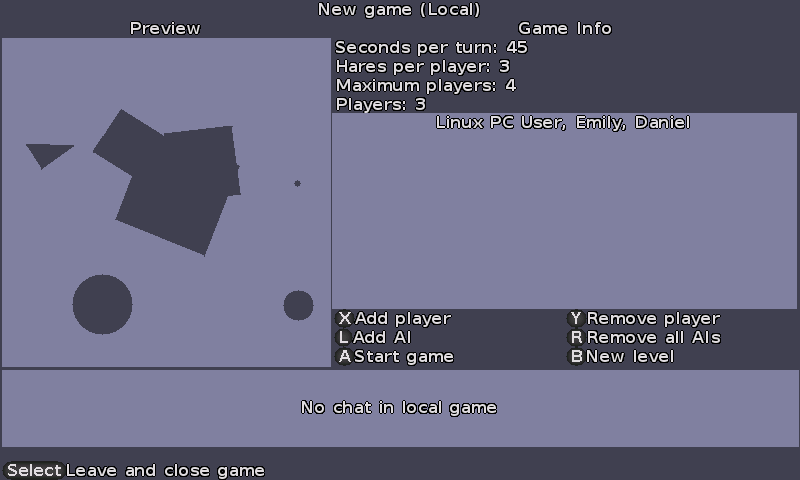 New game (Local)
Preview
Game Info
Seconds per turn: 45
Hares per player: 3
Maximum players: 4
Players: 3
Linux PC User, Emily, Daniel
X Add player
Y Remove player
L Add AI
R Remove all AIs
A Start game
B New level
No chat in local game
Select Leave and close game